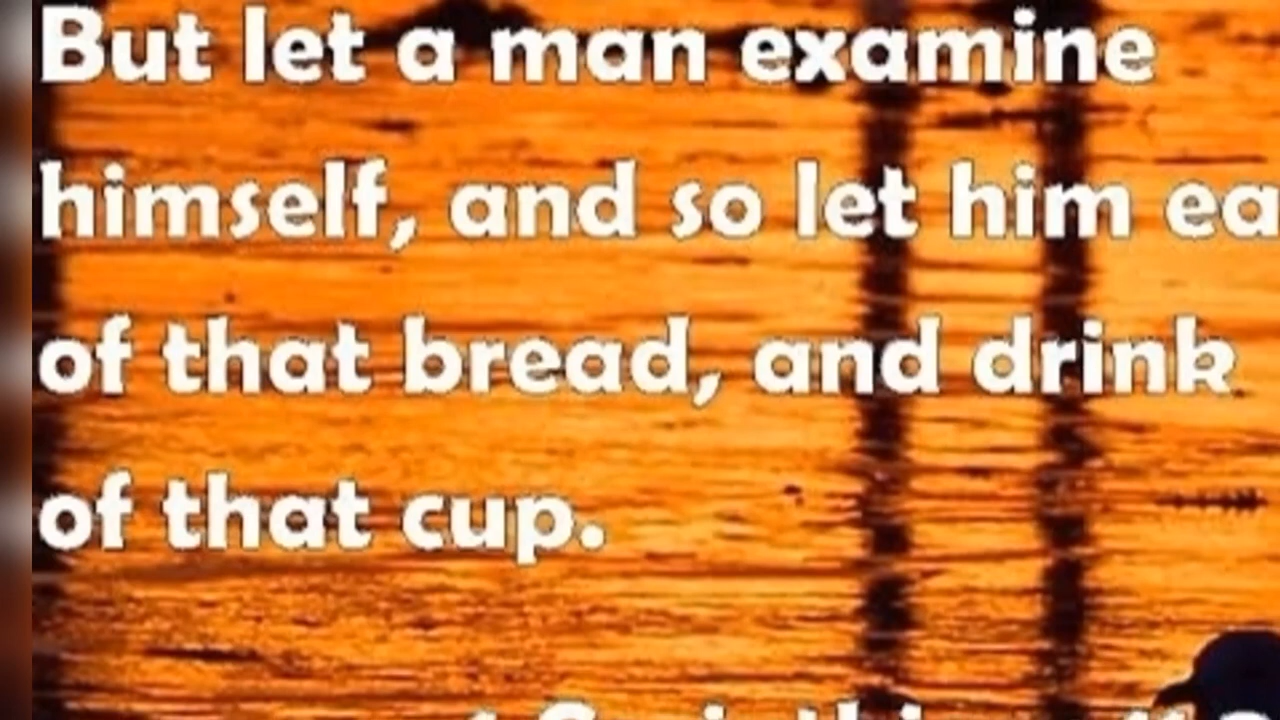 But let a man examine
himself, and so let him ea
of that bread, and drink
of that cup.